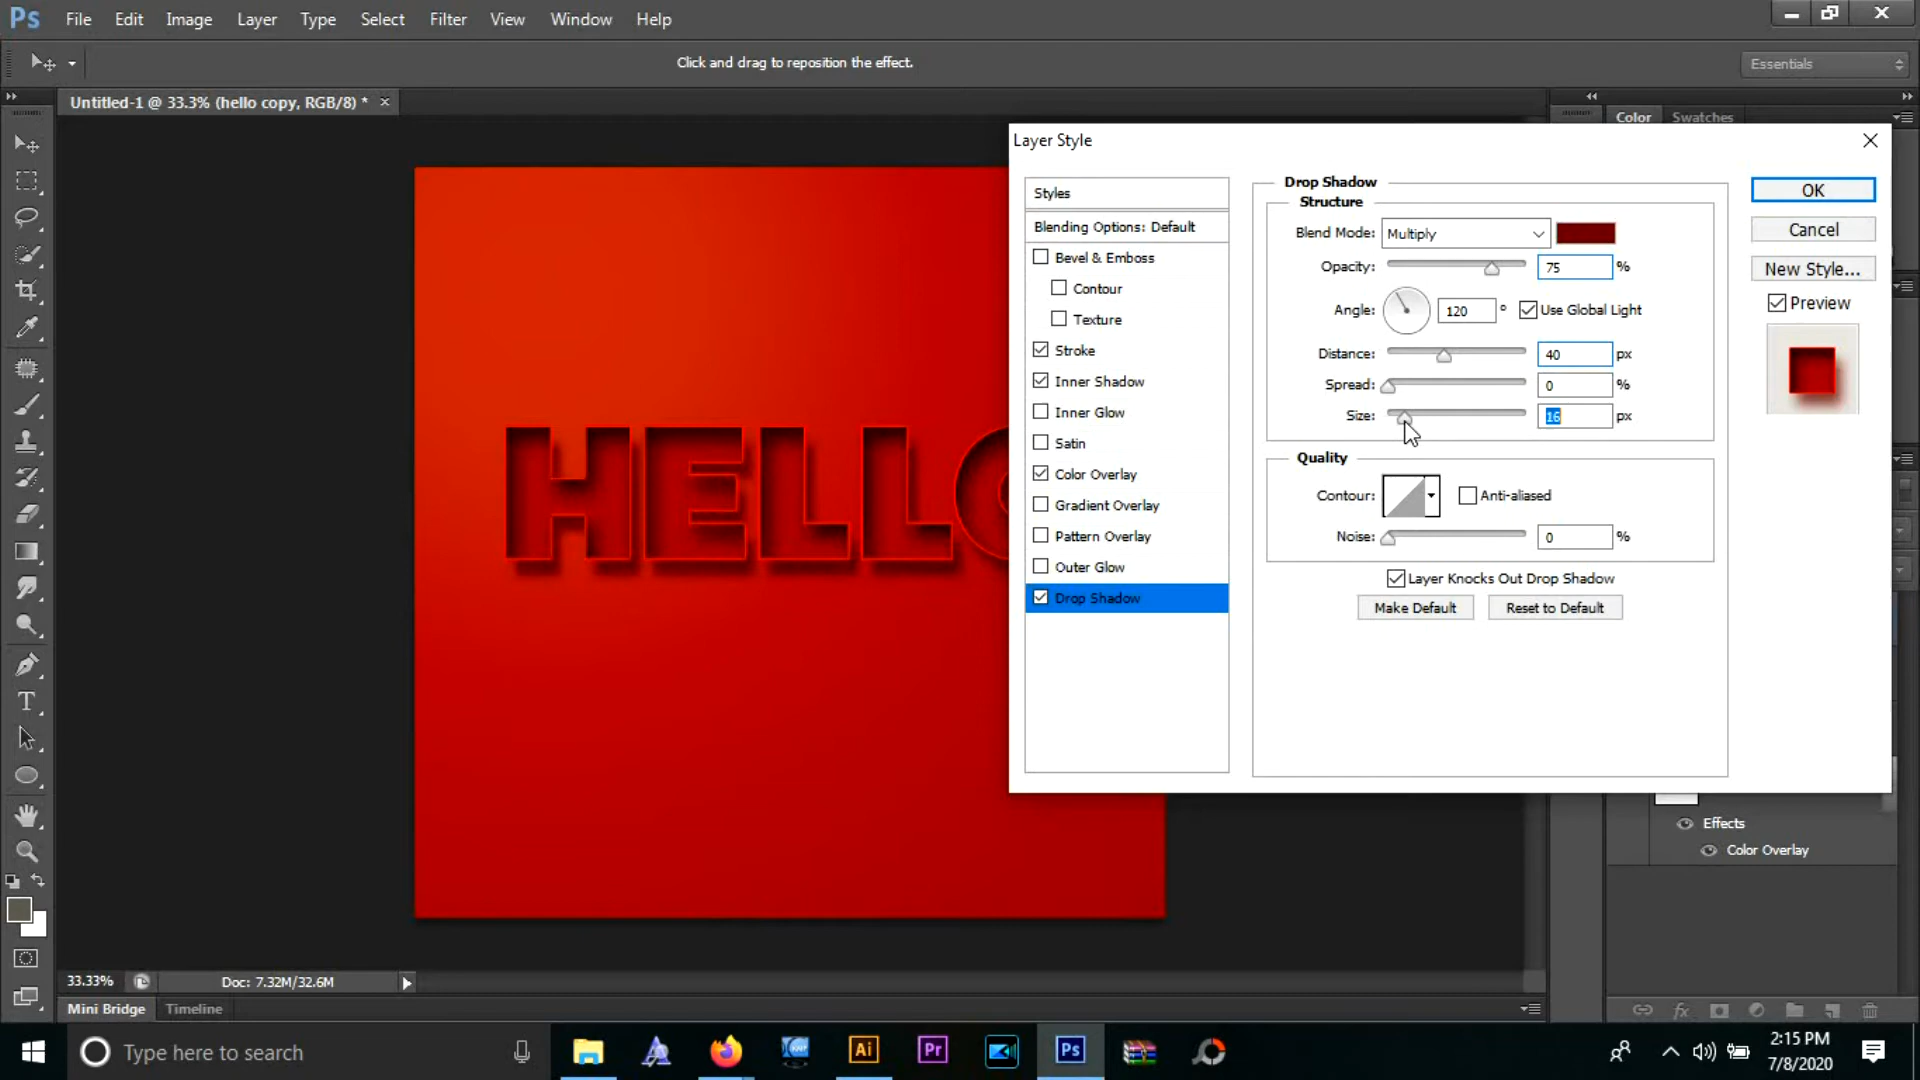 Ps File Edit Image Layer Type Select Filter View Window Help
Click and drag to reposition the effect.
Essentials
Untitled-1 @ 33.3% (hello copy, RGB/8) *
Color Swatches
Layer Style
Styles
Blending Options: Default
Bevel & Emboss
Contour
Texture
Stroke
Inner Shadow
Inner Glow
Satin
Color Overlay
Gradient Overlay
Pattern Overlay
Outer Glow
Drop Shadow
Drop Shadow
Structure
Blend Mode: Multiply
Opacity: 75 %
Angle: 120 ° Use Global Light
Distance: 40 px
Spread: 0 %
Size: 16 px
Quality
Contour: Anti-aliased
Noise: 0 %
Layer Knocks Out Drop Shadow
Make Default Reset to Default
OK
Cancel
New Style...
Preview
HELLO
Effects
Color Overlay
T
33.33% Doc: 7.32M/32.6M
Mini Bridge Timeline
Type here to search
Ai Pr Ps
2:15 PM
7/8/2020